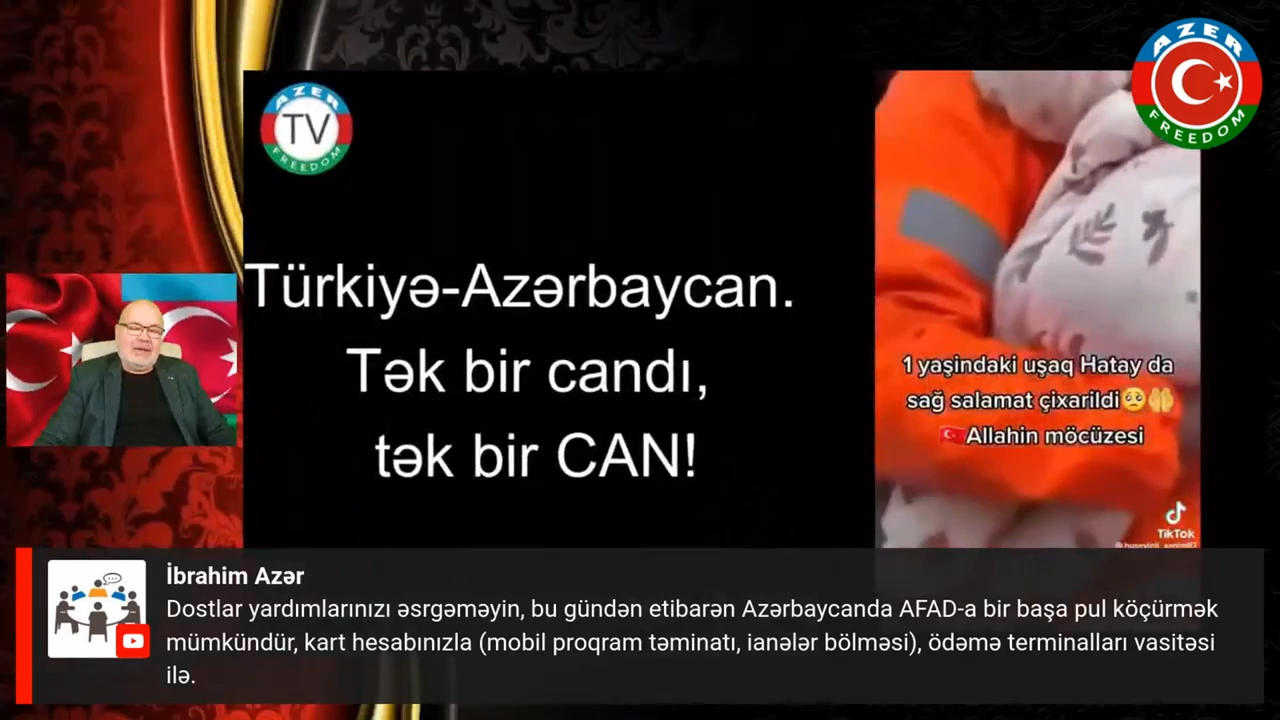 AZER
TV
FREEDOM
AZER
FREEDOM
Türkiyə-Azərbaycan.
Tək bir candı,
tək bir CAN!
1 yaşindaki uşaq Hatay da
sağ salamat çixarildi🥺🤲
🇹🇷Allahin möcüzesi
TikTok
İbrahim Azər
Dostlar yardımlarınızı əsrgəməyin, bu gündən etibarən Azərbaycanda AFAD-a bir başa pul köçürmək
mümkündür, kart hesabınızla (mobil proqram təminatı, ianələr bölməsi), ödəmə terminalları vasitəsi
ilə.